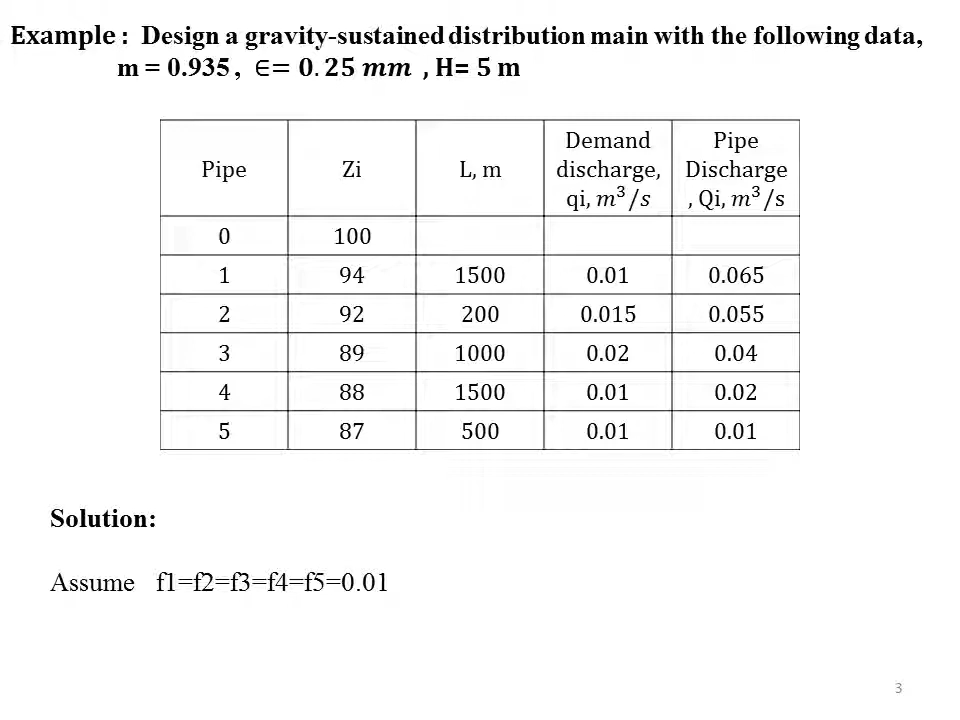 Example : Design a gravity-sustained distribution main with the following data,
m = 0.935 , ∈= 0.25 mm , H= 5 m
Pipe Zi L, m Demand discharge, qi, m³/s Pipe Discharge , Qi, m³/s
0 100
1 94 1500 0.01 0.065
2 92 200 0.015 0.055
3 89 1000 0.02 0.04
4 88 1500 0.01 0.02
5 87 500 0.01 0.01
Solution:
Assume f1=f2=f3=f4=f5=0.01
3